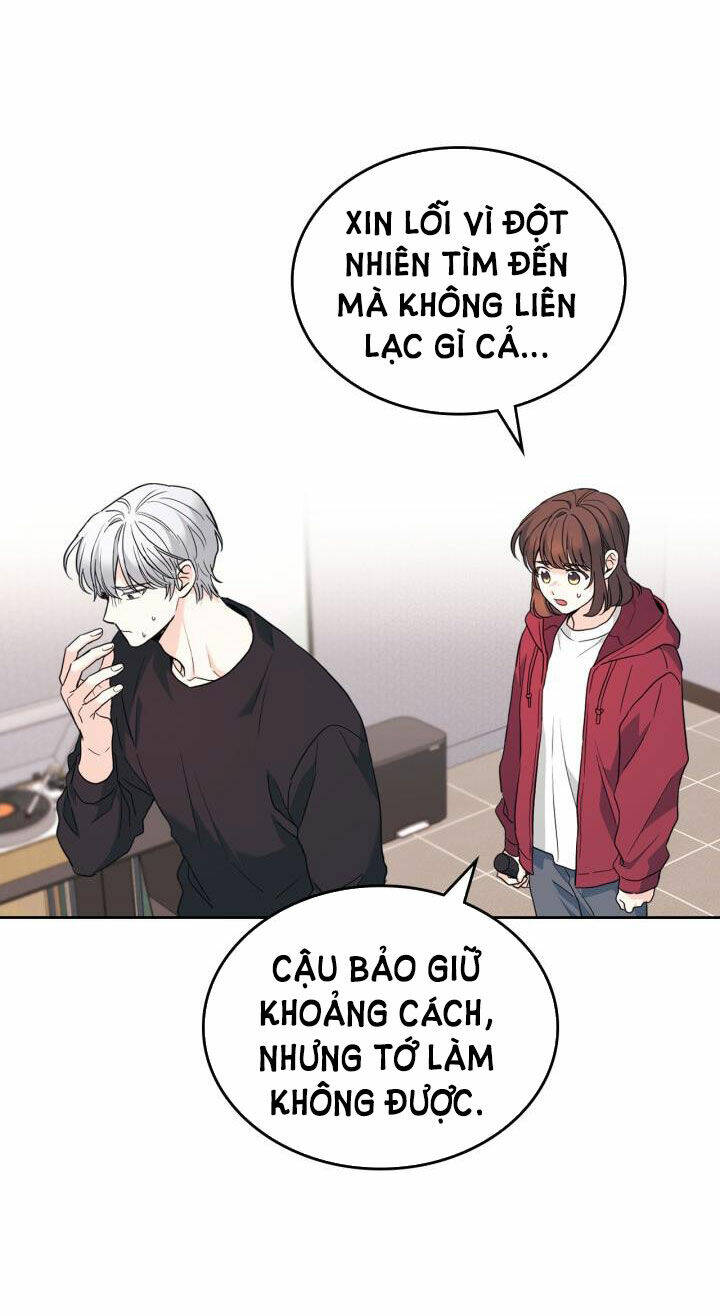 XIN LỖI VÌ ĐỘT
NHIÊN TÌM ĐẾN
MÀ KHÔNG LIÊN
LẠC GÌ CẢ...
CẬU BẢO GIỮ
KHOẢNG CÁCH,
NHƯNG TỚ LÀM
KHÔNG ĐƯỢC.